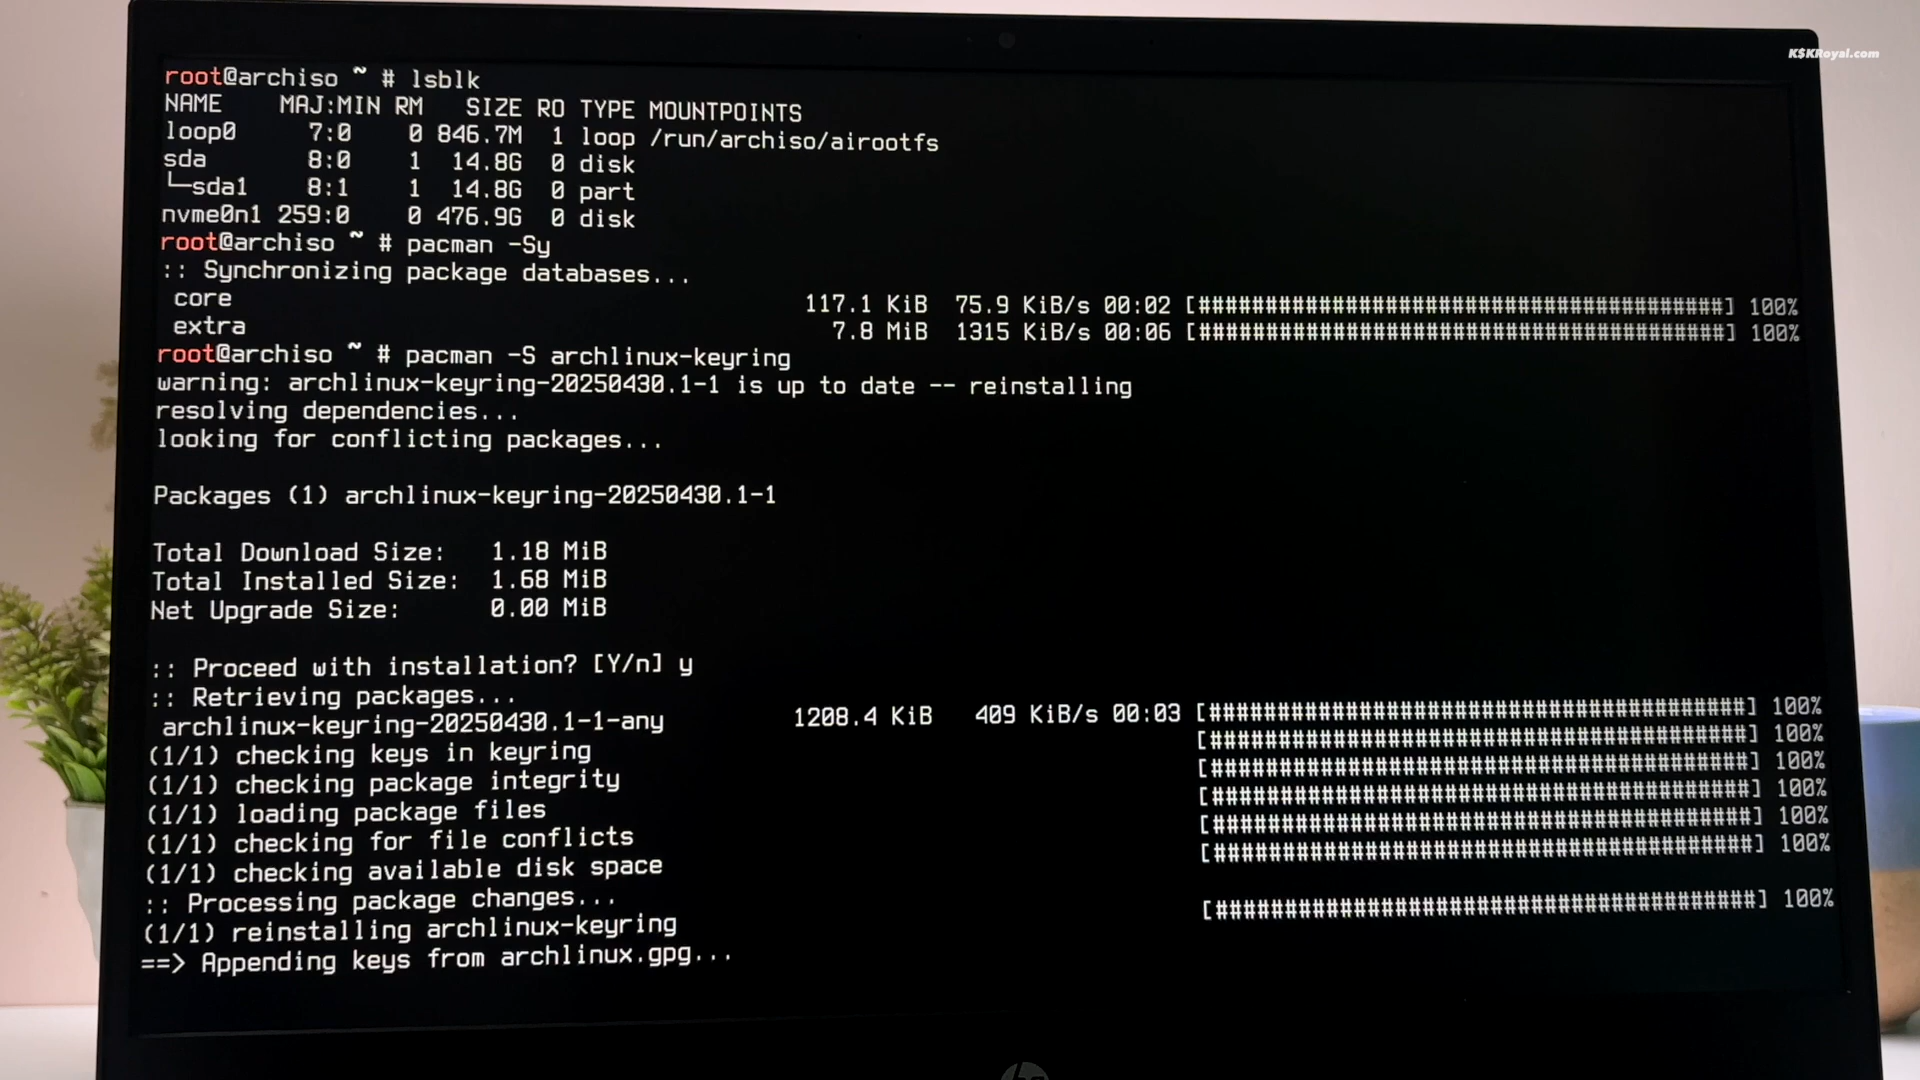 K$KRoyal.com
root@archiso ~ # lsblk
NAME MAJ:MIN RM SIZE RO TYPE MOUNTPOINTS
loop0 7:0 0 846.7M 1 loop /run/archiso/airootfs
sda 8:0 1 14.8G 0 disk
└─sda1 8:1 1 14.8G 0 part
nvme0n1 259:0 0 476.9G 0 disk
root@archiso ~ # pacman -Sy
:: Synchronizing package databases...
core 117.1 KiB 75.9 KiB/s 00:02 [########################################] 100%
extra 7.8 MiB 1315 KiB/s 00:06 [########################################] 100%
root@archiso ~ # pacman -S archlinux-keyring
warning: archlinux-keyring-20250430.1-1 is up to date -- reinstalling
resolving dependencies...
looking for conflicting packages...
Packages (1) archlinux-keyring-20250430.1-1
Total Download Size: 1.18 MiB
Total Installed Size: 1.68 MiB
Net Upgrade Size: 0.00 MiB
:: Proceed with installation? [Y/n] y
:: Retrieving packages...
archlinux-keyring-20250430.1-1-any 1208.4 KiB 409 KiB/s 00:03 [########################################] 100%
(1/1) checking keys in keyring [########################################] 100%
(1/1) checking package integrity [########################################] 100%
(1/1) loading package files [########################################] 100%
(1/1) checking for file conflicts [########################################] 100%
(1/1) checking available disk space [########################################] 100%
:: Processing package changes...
(1/1) reinstalling archlinux-keyring [########################################] 100%
==> Appending keys from archlinux.gpg...